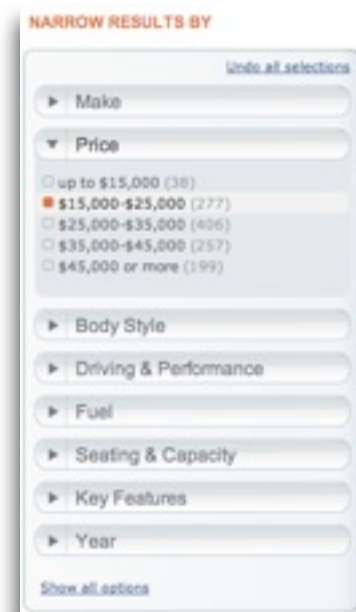 NARROW RESULTS BY
Undo all selections
Make
Price
up to $15,000 (38)
$15,000-$25,000 (277)
$25,000-$35,000 (406)
$35,000-$45,000 (257)
$45,000 or more (199)
Body Style
Driving & Performance
Fuel
Seating & Capacity
Key Features
Year
Show all options